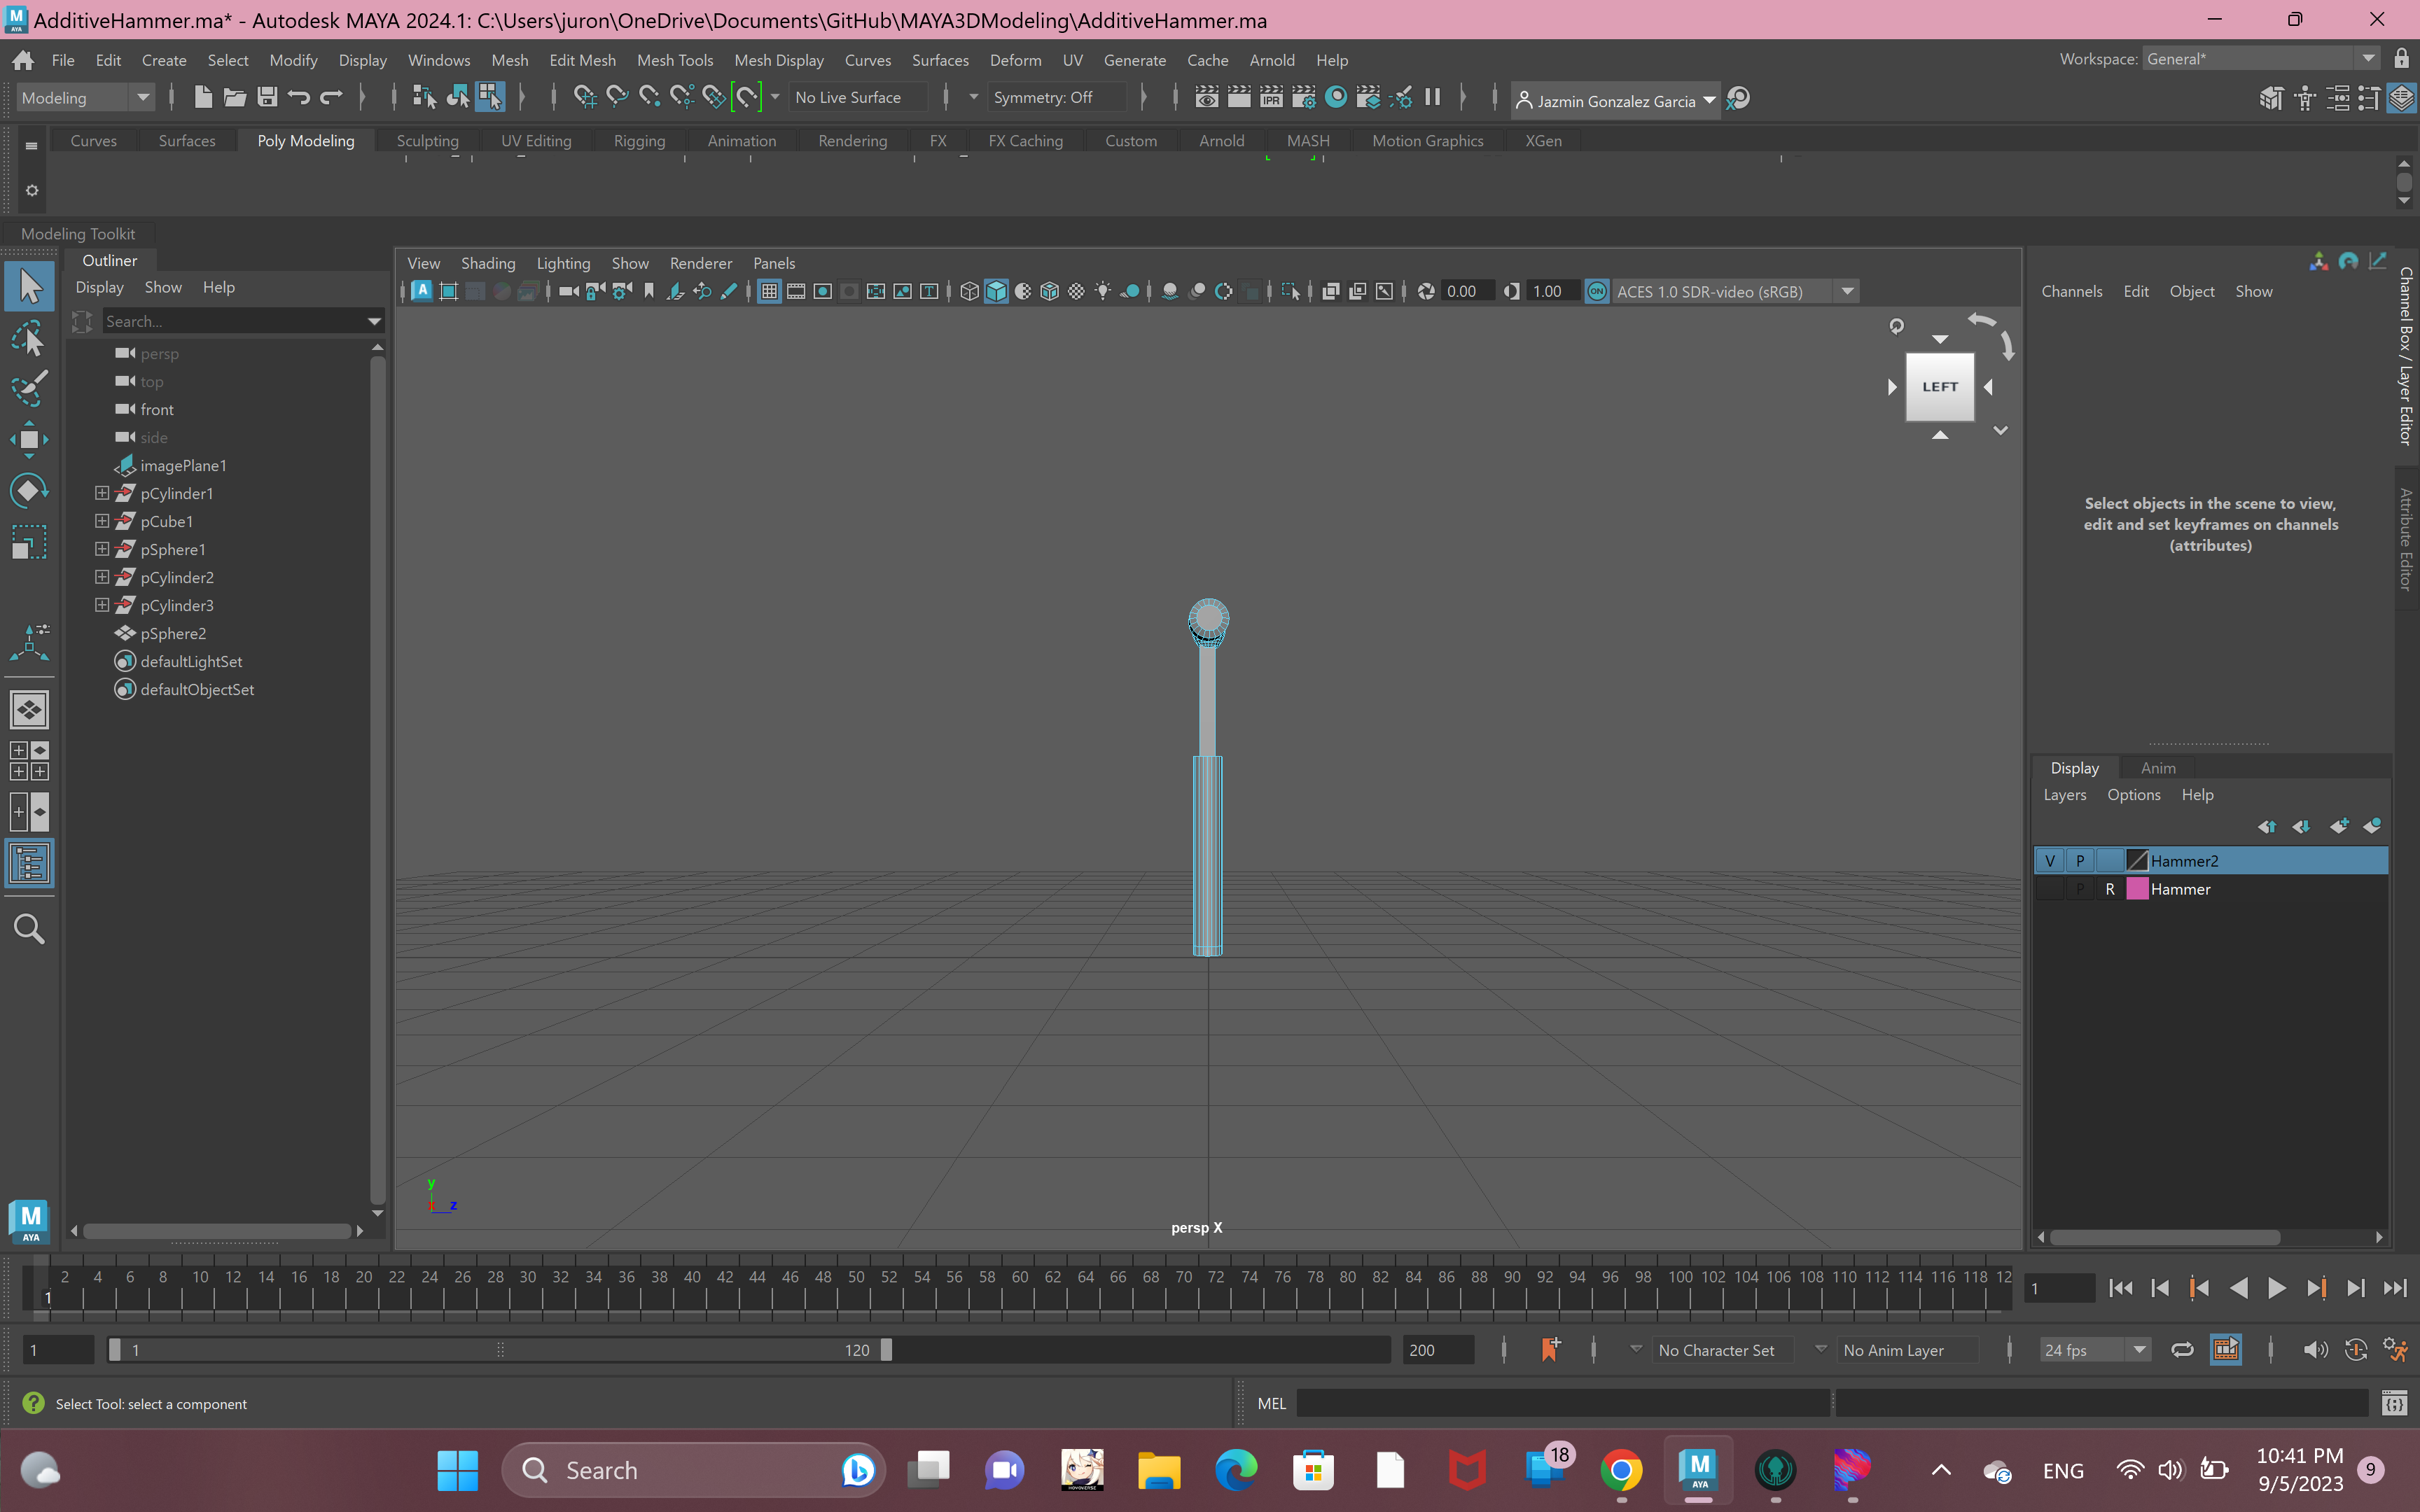 AddittiveHammer.ma* - Autodesk MAYA 2024.1: C:\Users\juron\OneDrive\Documents\GitHub\MAYA3DModeling\AdditiveHammer.ma
File Edit Create Select Modify Display Windows Mesh Edit Mesh Mesh Tools Mesh Display Curves Surfaces Deform UV Generate Cache Arnold Help
Workspace: General*
Modeling No Live Surface Symmetry: Off IPR Jazmin Gonzalez Garcia
Curves Surfaces Poly Modeling Sculpting UV Editing Rigging Animation Rendering FX FX Caching Custom Arnold MASH Motion Graphics XGen
Modeling Toolkit
Outliner
Display Show Help
Search...
persp
top
front
side
imagePlane1
pCylinder1
pCube1
pSphere1
pCylinder2
pCylinder3
pSphere2
defaultLightSet
defaultObjectSet
View Shading Lighting Show Renderer Panels
0.00 1.00 ON ACES 1.0 SDR-video (sRGB)
LEFT
y
z
persp X
Channels Edit Object Show
Channel Box / Layer Editor
Attribute Editor
Select objects in the scene to view,
edit and set keyframes on channels
(attributes)
Display Anim
Layers Options Help
V P Hammer2
P R Hammer
M
AYA
2 4 6 8 10 12 14 16 18 20 22 24 26 28 30 32 34 36 38 40 42 44 46 48 50 52 54 56 58 60 62 64 66 68 70 72 74 76 78 80 82 84 86 88 90 92 94 96 98 100 102 104 106 108 110 112 114 116 118 12
1
1
1 1 120 200 No Character Set No Anim Layer 24 fps
Select Tool: select a component MEL
Search 18 ENG 10:41 PM
9/5/2023 9